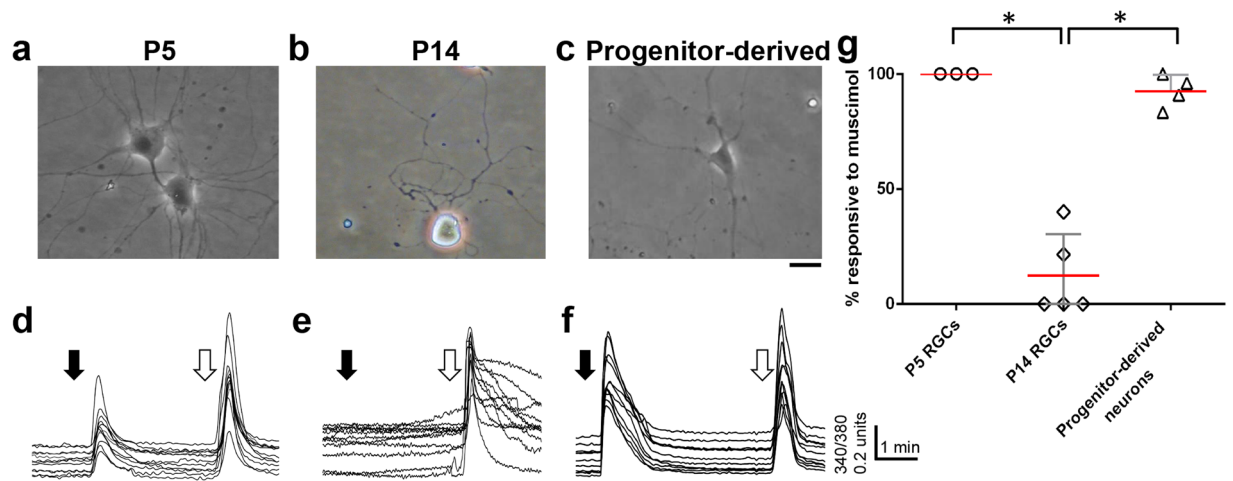 a P5 b P14 c Progenitor-derived g
* *
% responsive to muscimol
100
50
0
P5 RGCs
P14 RGCs
Progenitor-derived
neurons
d e f
340/380
0.2 units
1 min